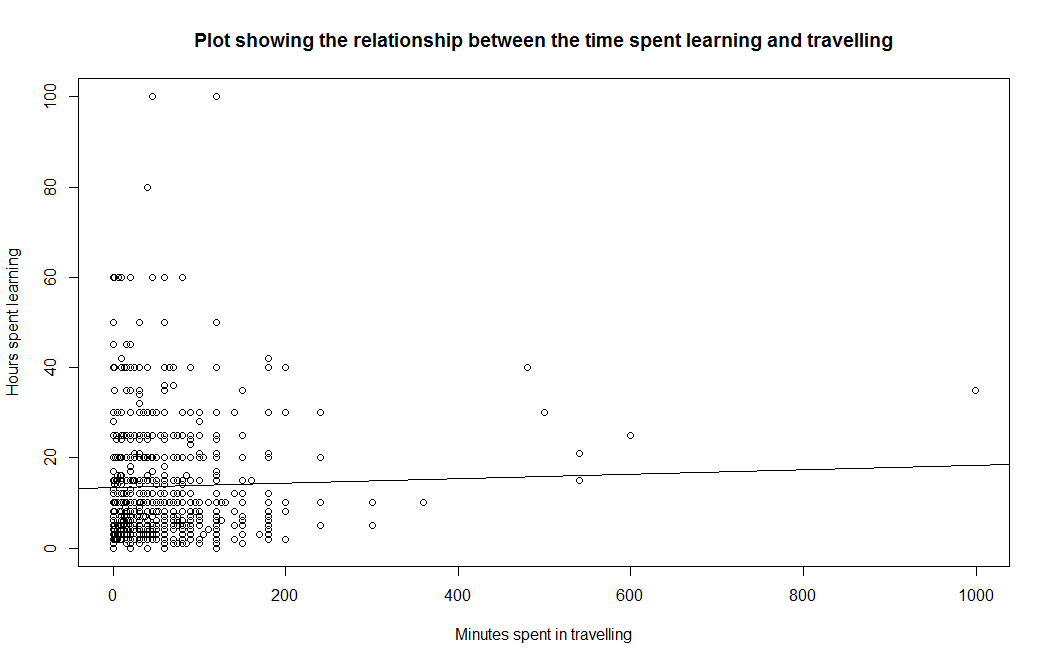 Plot showing the relationship between the time spent learning and travelling
100
80
60
40
20
0
Hours spent learning
0 200 400 600 800 1000
Minutes spent in travelling